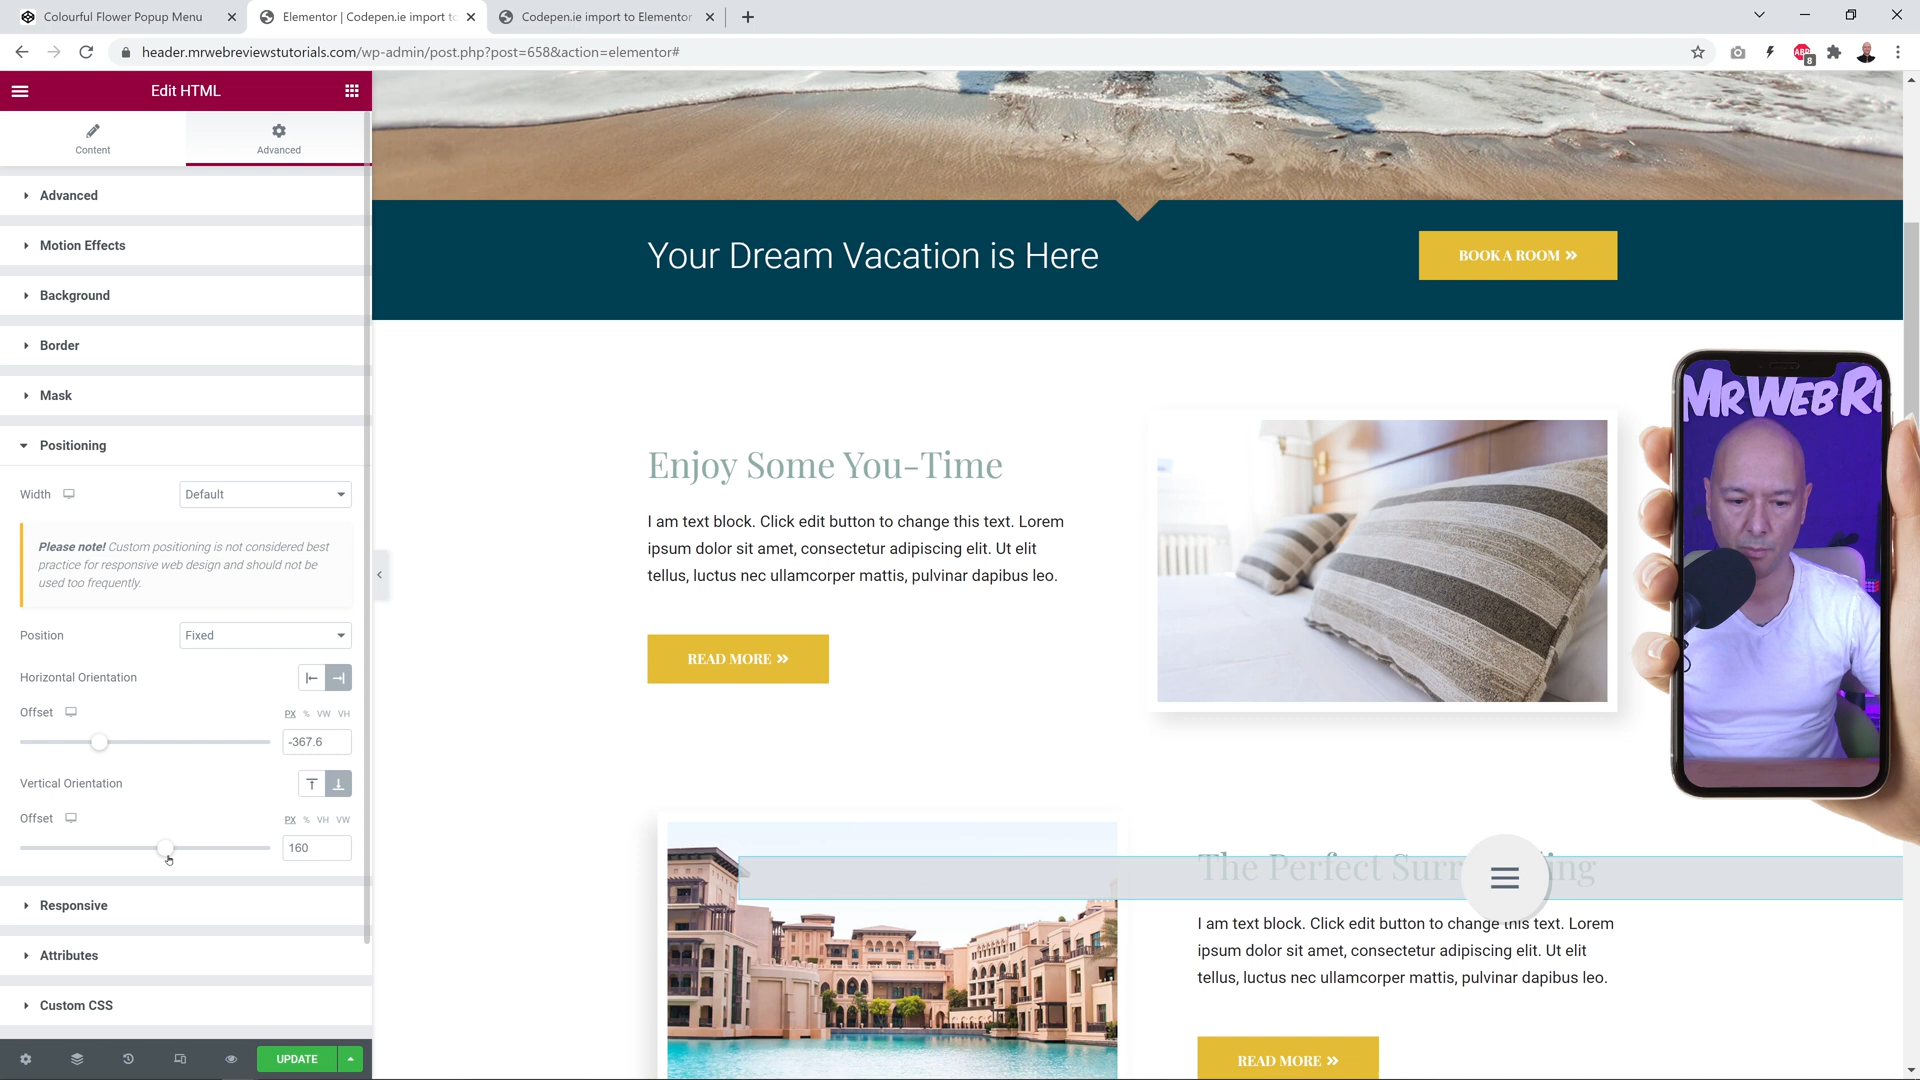 Colourful Flower Popup Menu
Elementor | Codepen.ie import to
Codepen.ie import to Elementor
header.mrwebreviewstutorials.com/wp-admin/post.php?post=658&action=elementor#
ABP
8
Edit HTML
Content
Advanced
Advanced
Motion Effects
Background
Border
Mask
Positioning
Width
Default
Please note! Custom positioning is not considered best
practice for responsive web design and should not be
used too frequently.
Position
Fixed
Horizontal Orientation
Offset
PX % VW VH
-367.6
Vertical Orientation
Offset
PX % VH VW
160
Responsive
Attributes
Custom CSS
UPDATE
Your Dream Vacation is Here
BOOK A ROOM »
Enjoy Some You-Time
I am text block. Click edit button to change this text. Lorem
ipsum dolor sit amet, consectetur adipiscing elit. Ut elit
tellus, luctus nec ullamcorper mattis, pulvinar dapibus leo.
READ MORE »
MRWEBR
The Perfect Surr ing
I am text block. Click edit button to change this text. Lorem
ipsum dolor sit amet, consectetur adipiscing elit. Ut elit
tellus, luctus nec ullamcorper mattis, pulvinar dapibus leo.
READ MORE »